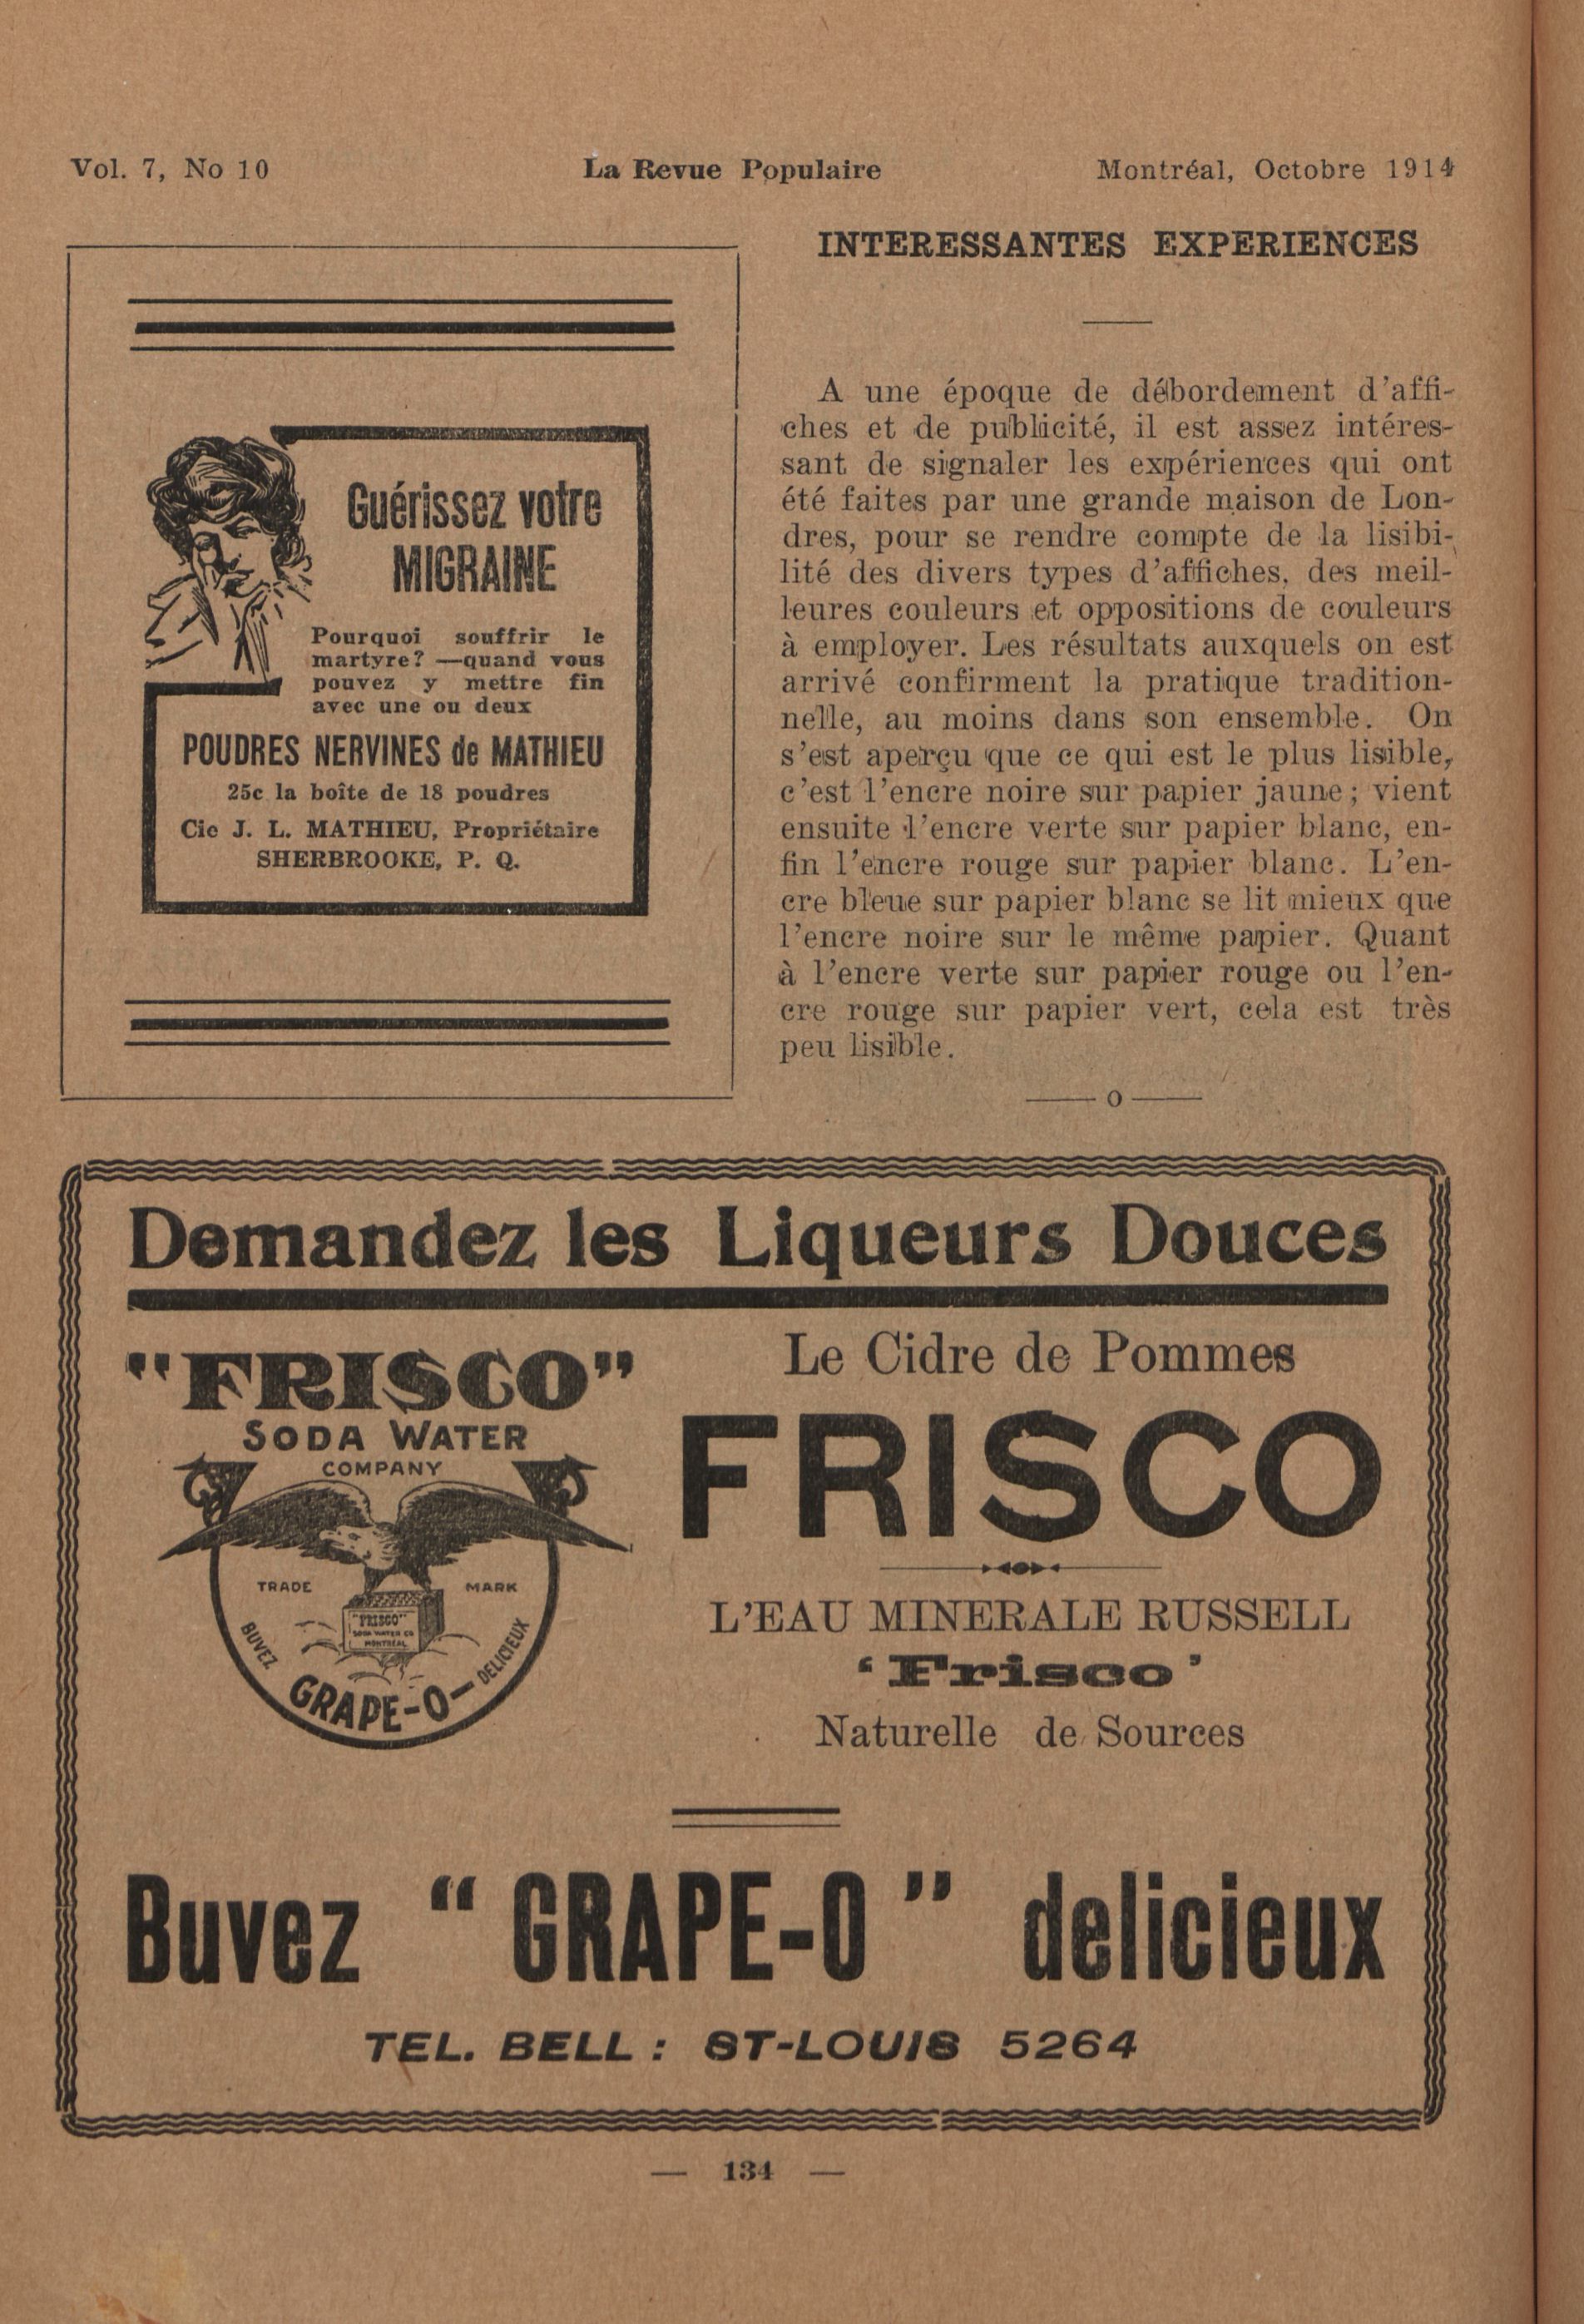 Vol. 7, No 10 La Revue Populaire Montréal, Octobre 1914
Guérissez votre
MIGRAINE
Pourquoi souffrir le
martyre? —quand vous
pouvez y mettre fin
avec une ou deux
POUDRES NERVINES de MATHIEU
25c la boîte de 18 poudres
Cie J. L. MATHIEU, Propriétaire
SHERBROOKE, P. Q.
INTERESSANTES EXPERIENCES
A une époque de débordement d'affi-
ches et de publicité, il est assez intéres-
sant de signaler les expériences qui ont
été faites par une grande maison de Lon-
dres, pour se rendre compte de la lisibi-
lité des divers types d'affiches, des meil-
leures couleurs et oppositions de couleurs
à employer. Les résultats auxquels on est
arrivé confirment la pratique tradition-
nelle, au moins dans son ensemble. On
s'est aperçu que ce qui est le plus lisible,
c'est l'encre noire sur papier jaune; vient
ensuite l'encre verte sur papier blanc, en-
fin l'encre rouge sur papier blanc. L'en-
cre bleue sur papier blanc se lit mieux que
l'encre noire sur le même papier. Quant
à l'encre verte sur papier rouge ou l'en-
cre rouge sur papier vert, cela est très
peu lisible.
— o —
Demandez les Liqueurs Douces
"FRISCO"
SODA WATER
COMPANY
TRADE MARK
"FRISCO"
SODA WATER CO
MONTREAL
BUVEZ
GRAPE-O—
DELICIEUX
Le Cidre de Pommes
FRISCO
L'EAU MINERALE RUSSELL
'Frisco'
Naturelle de Sources
Buvez "GRAPE-O" delicieux
TEL. BELL: ST-LOUIS 5264
— 134 —